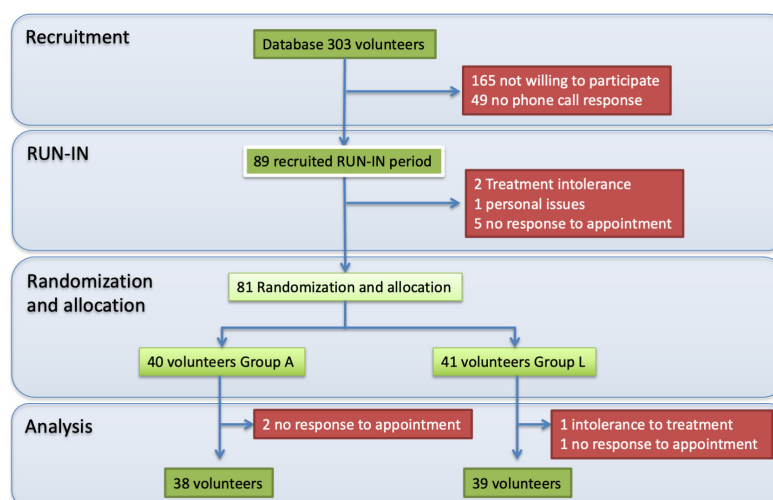 Recruitment
Database 303 volunteers
165 not willing to participate
49 no phone call response
RUN-IN
89 recruited RUN-IN period
2 Treatment intolerance
1 personal issues
5 no response to appointment
Randomization
and allocation
81 Randomization and allocation
40 volunteers Group A
41 volunteers Group L
Analysis
2 no response to appointment
1 intolerance to treatment
1 no response to appointment
38 volunteers
39 volunteers